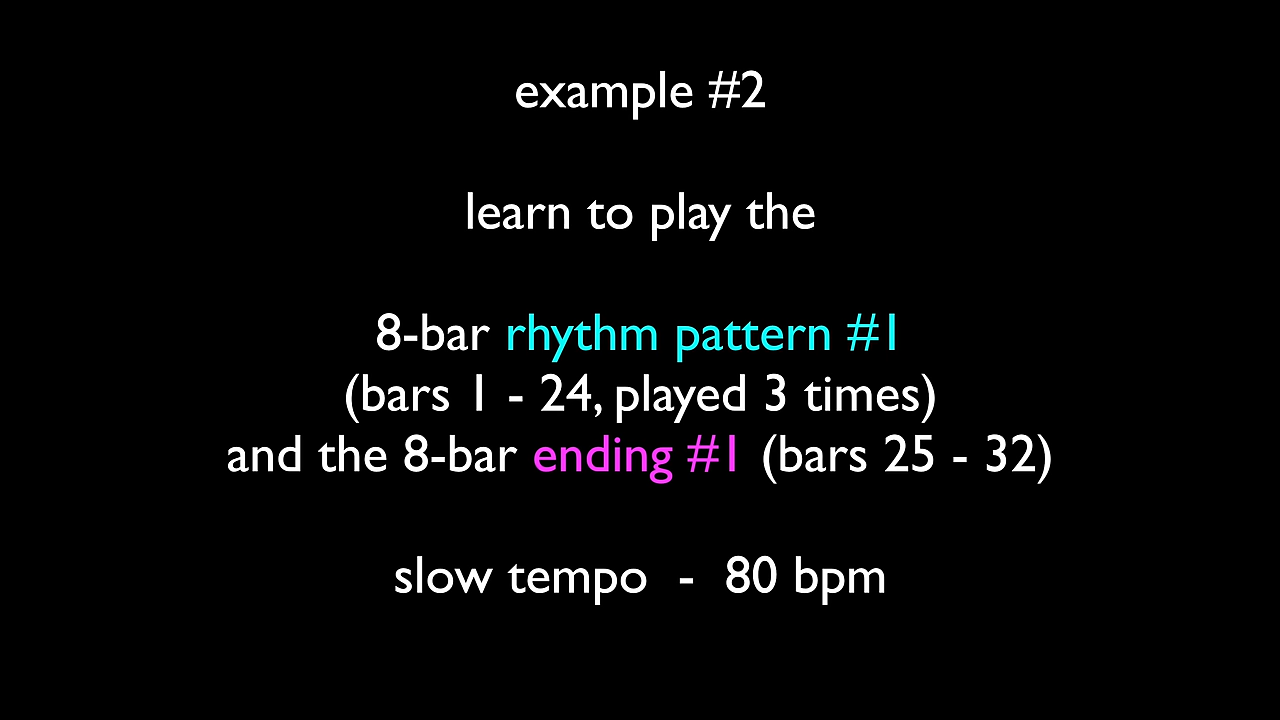 example #2
learn to play the
8-bar rhythm pattern #1
(bars 1 - 24, played 3 times)
and the 8-bar ending #1 (bars 25 - 32)
slow tempo - 80 bpm